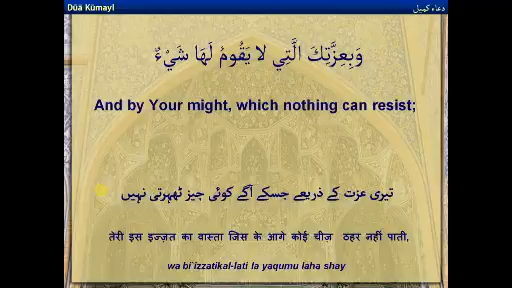 Dūā Kūmayl
دعاء كميل
وَبِعِزَّتِكَ الَّتِي لا يَقُومُ لَهَا شَيْءٌ
And by Your might, which nothing can resist;
تیری عزت کے ذریعے جسکے آگے کوئی چیز ٹھہرتی نہیں
तेरी इस इज़्ज़त का वास्ता जिस के आगे कोई चीज़ ठहर नहीं पाती,
wa bi`izzatikal-lati la yaqumu laha shay